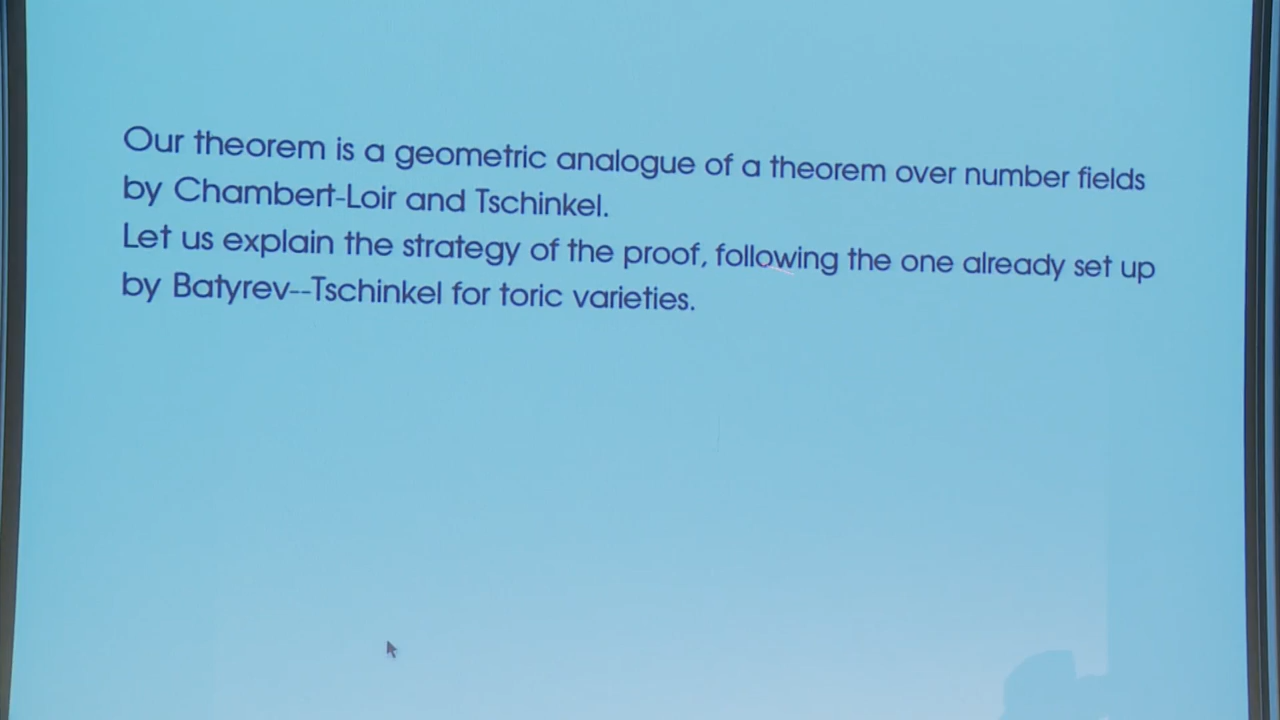 Our theorem is a geometric analogue of a theorem over number fields
by Chambert-Loir and Tschinkel.
Let us explain the strategy of the proof, following the one already set up
by Batyrev--Tschinkel for toric varieties.